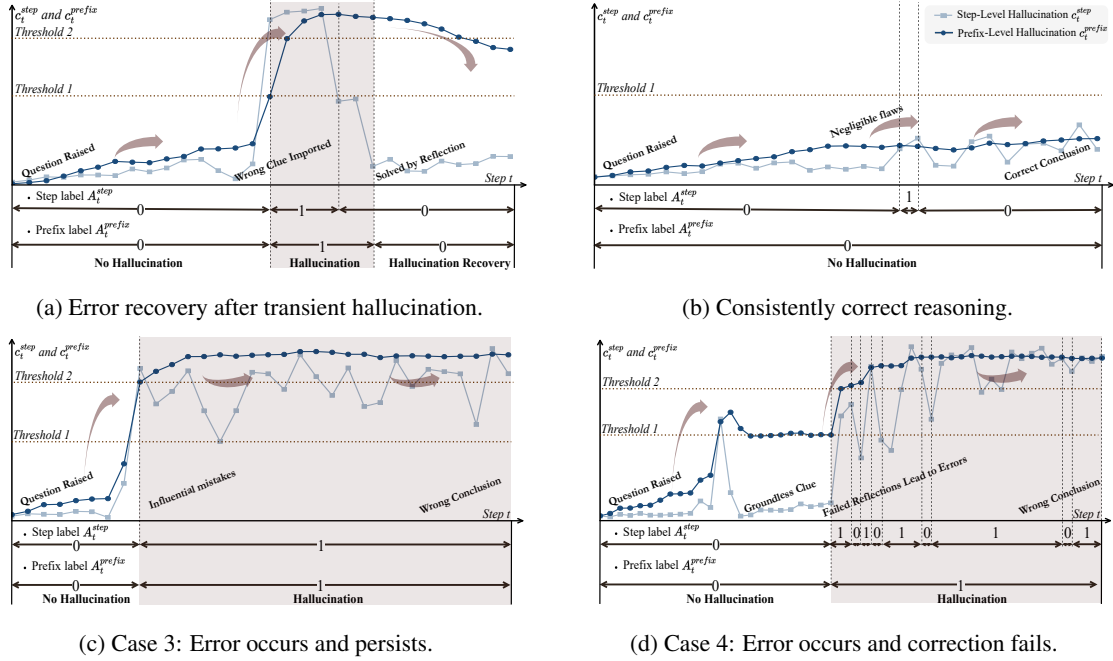 $c_t^{step}$ and $c_t^{prefix}$
Threshold 2
Threshold 1
Question Raised
Wrong Clue Imported
Solved by Reflection
Step t
· Step label $A_t^{step}$
0 1 0
· Prefix label $A_t^{prefix}$
0 1 0
No Hallucination Hallucination Hallucination Recovery
(a) Error recovery after transient hallucination.
$c_t^{step}$ and $c_t^{prefix}$
Step-Level Hallucination $c_t^{step}$
Prefix-Level Hallucination $c_t^{prefix}$
Threshold 1
Question Raised
Negligible flaws
Correct Conclusion
Step t
· Step label $A_t^{step}$
0 1 0
· Prefix label $A_t^{prefix}$
0
No Hallucination
(b) Consistently correct reasoning.
$c_t^{step}$ and $c_t^{prefix}$
Threshold 2
Threshold 1
Question Raised
Influential mistakes
Wrong Conclusion
Step t
· Step label $A_t^{step}$
0 1
· Prefix label $A_t^{prefix}$
0 1
No Hallucination Hallucination
(c) Case 3: Error occurs and persists.
$c_t^{step}$ and $c_t^{prefix}$
Threshold 2
Threshold 1
Question Raised
Groundless Clue
Failed Reflections Lead to Errors
Wrong Conclusion
Step t
· Step label $A_t^{step}$
0 1 0 1 0 1 0 1 0 1
· Prefix label $A_t^{prefix}$
0 1
No Hallucination Hallucination
(d) Case 4: Error occurs and correction fails.